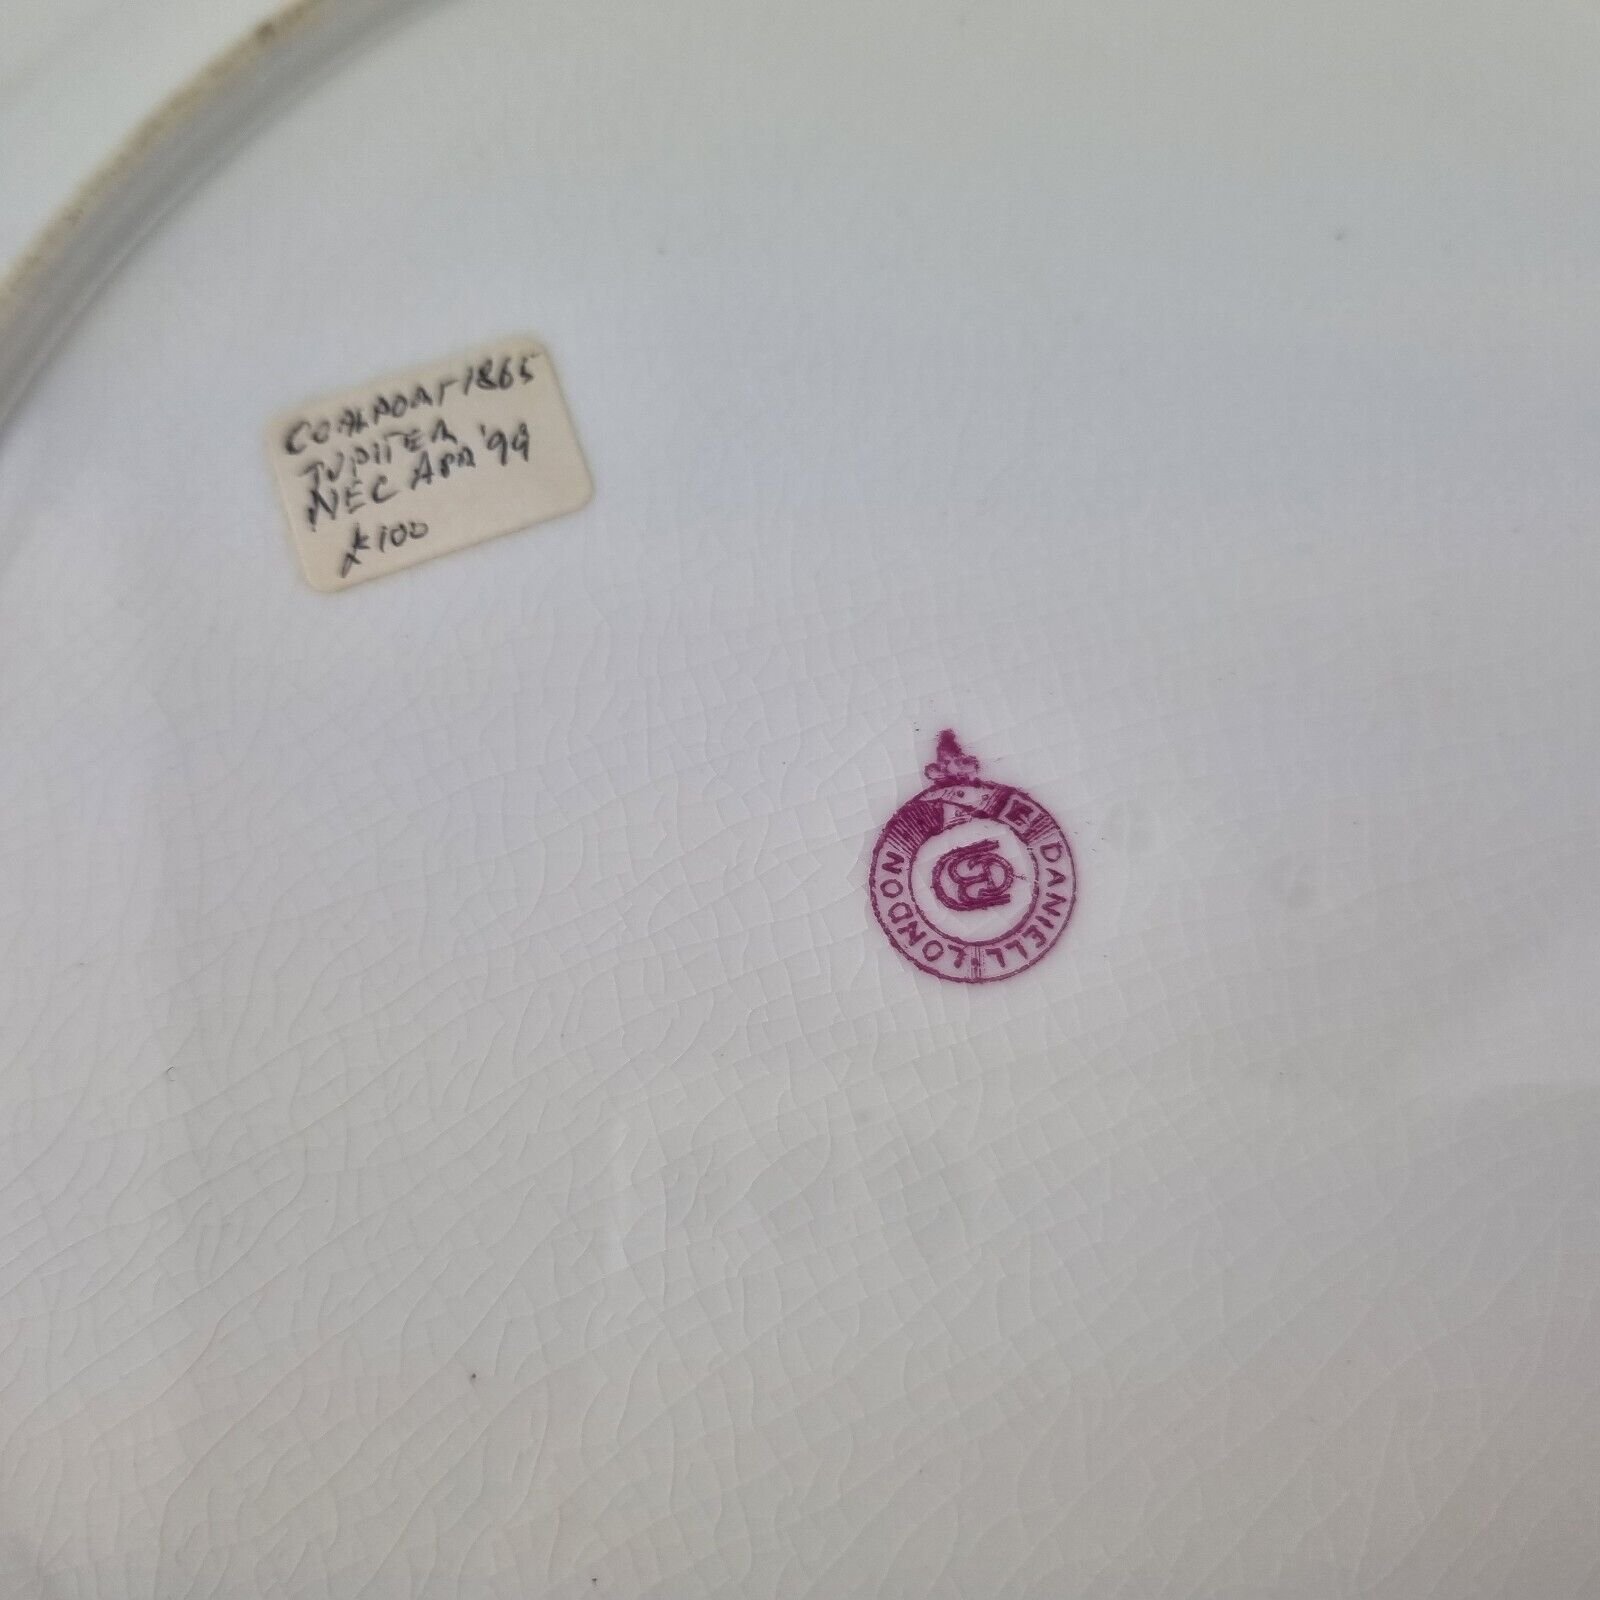 COALPORT 1865
JUPITER
NEC APR '99
£100
DANIELL · LONDON